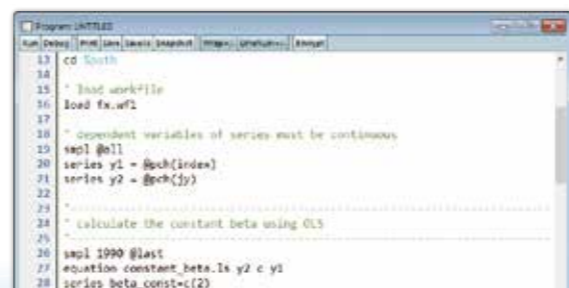 Program: UNTITLED
Run Debug Print Save SaveAs Snapshot Wrap+/- LineNum+/- Encrypt
13 cd %path
14
15 ' load workfile
16 load fx.wf1
17
18 ' dependent variables of series must be continuous
19 smpl @all
20 series y1 = @pch(index)
21 series y2 = @pch(jy)
22
23 '
24 ' calculate the constant beta using OLS
25 '
26 smpl 1990 @last
27 equation constant_beta.ls y2 c y1
28 series beta_const=c(2)